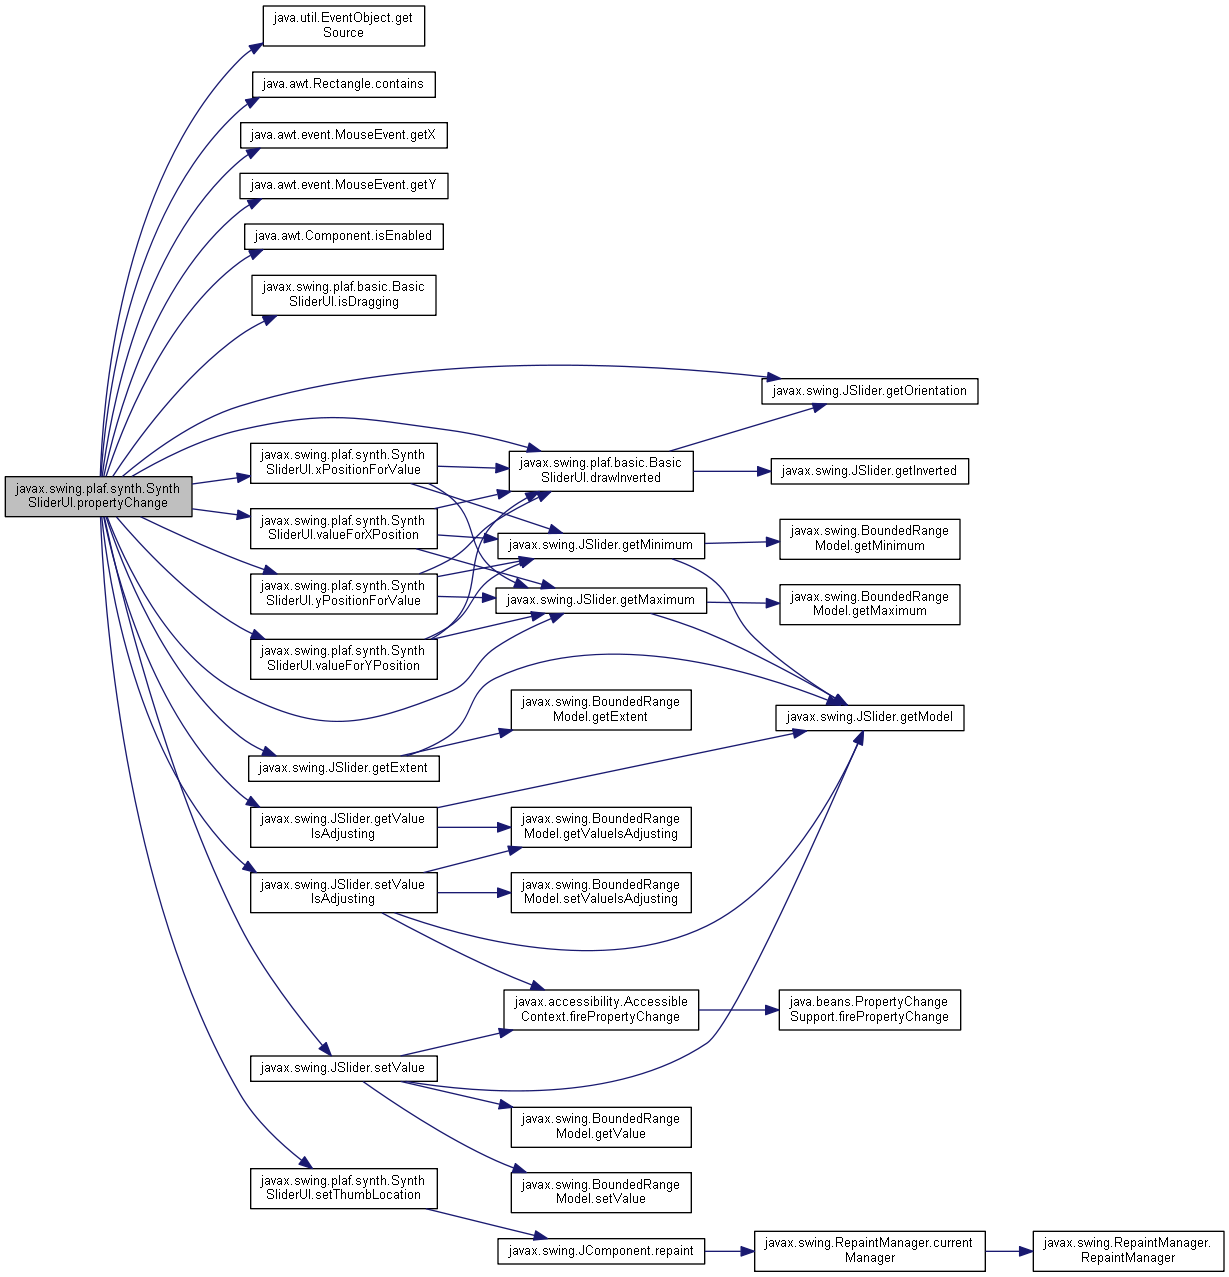 java.util.EventObject.get
Source
java.awt.Rectangle.contains
java.awt.event.MouseEvent.getX
java.awt.event.MouseEvent.getY
java.awt.Component.isEnabled
javax.swing.plaf.basic.Basic
SliderUI.isDragging
javax.swing.JSlider.getOrientation
javax.swing.plaf.synth.Synth
SliderUI.xPositionForValue
javax.swing.plaf.basic.Basic
SliderUI.drawInverted
javax.swing.JSlider.getInverted
javax.swing.plaf.synth.Synth
SliderUI.propertyChange
javax.swing.plaf.synth.Synth
SliderUI.valueForXPosition
javax.swing.JSlider.getMinimum
javax.swing.BoundedRange
Model.getMinimum
javax.swing.plaf.synth.Synth
SliderUI.yPositionForValue
javax.swing.JSlider.getMaximum
javax.swing.BoundedRange
Model.getMaximum
javax.swing.plaf.synth.Synth
SliderUI.valueForYPosition
javax.swing.BoundedRange
Model.getExtent
javax.swing.JSlider.getModel
javax.swing.JSlider.getExtent
javax.swing.JSlider.getValue
IsAdjusting
javax.swing.BoundedRange
Model.getValueIsAdjusting
javax.swing.JSlider.setValue
IsAdjusting
javax.swing.BoundedRange
Model.setValueIsAdjusting
javax.accessibility.Accessible
Context.firePropertyChange
java.beans.PropertyChange
Support.firePropertyChange
javax.swing.JSlider.setValue
javax.swing.BoundedRange
Model.getValue
javax.swing.plaf.synth.Synth
SliderUI.setThumbLocation
javax.swing.BoundedRange
Model.setValue
javax.swing.JComponent.repaint
javax.swing.RepaintManager.current
Manager
javax.swing.RepaintManager.
RepaintManager